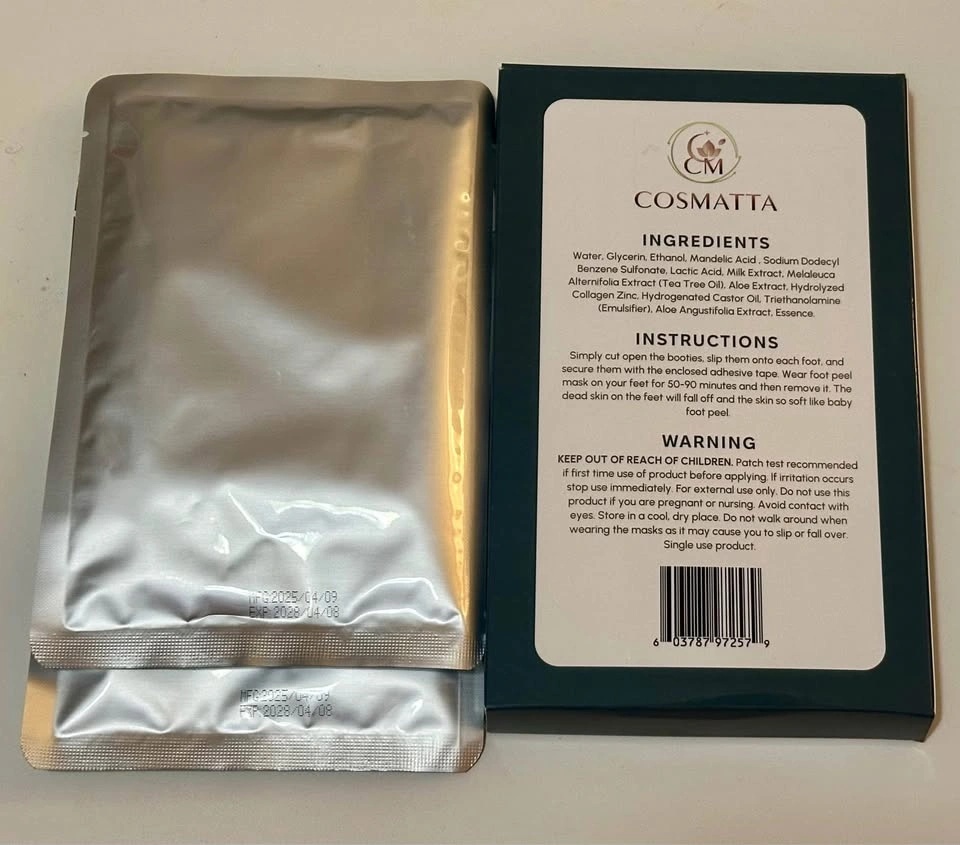 MFG:2025/04/09
EXP:2028/04/08
MFG:2025/04/09
EXP:2028/04/08
CM
COSMATTA
INGREDIENTS
Water, Glycerin, Ethanol, Mandelic Acid , Sodium Dodecyl
Benzene Sulfonate, Lactic Acid, Milk Extract, Melaleuca
Alternifolia Extract (Tea Tree Oil), Aloe Extract, Hydrolyzed
Collagen Zinc, Hydrogenated Castor Oil, Triethanolamine
(Emulsifier), Aloe Angustifolia Extract, Essence.
INSTRUCTIONS
Simply cut open the booties, slip them onto each foot, and
secure them with the enclosed adhesive tape. Wear foot peel
mask on your feet for 50-90 minutes and then remove it. The
dead skin on the feet will fall off and the skin so soft like baby
foot peel.
WARNING
KEEP OUT OF REACH OF CHILDREN. Patch test recommended
if first time use of product before applying. If irritation occurs
stop use immediately. For external use only. Do not use this
product if you are pregnant or nursing. Avoid contact with
eyes. Store in a cool, dry place. Do not walk around when
wearing the masks as it may cause you to slip or fall over.
Single use product.
6 03787 97257 9